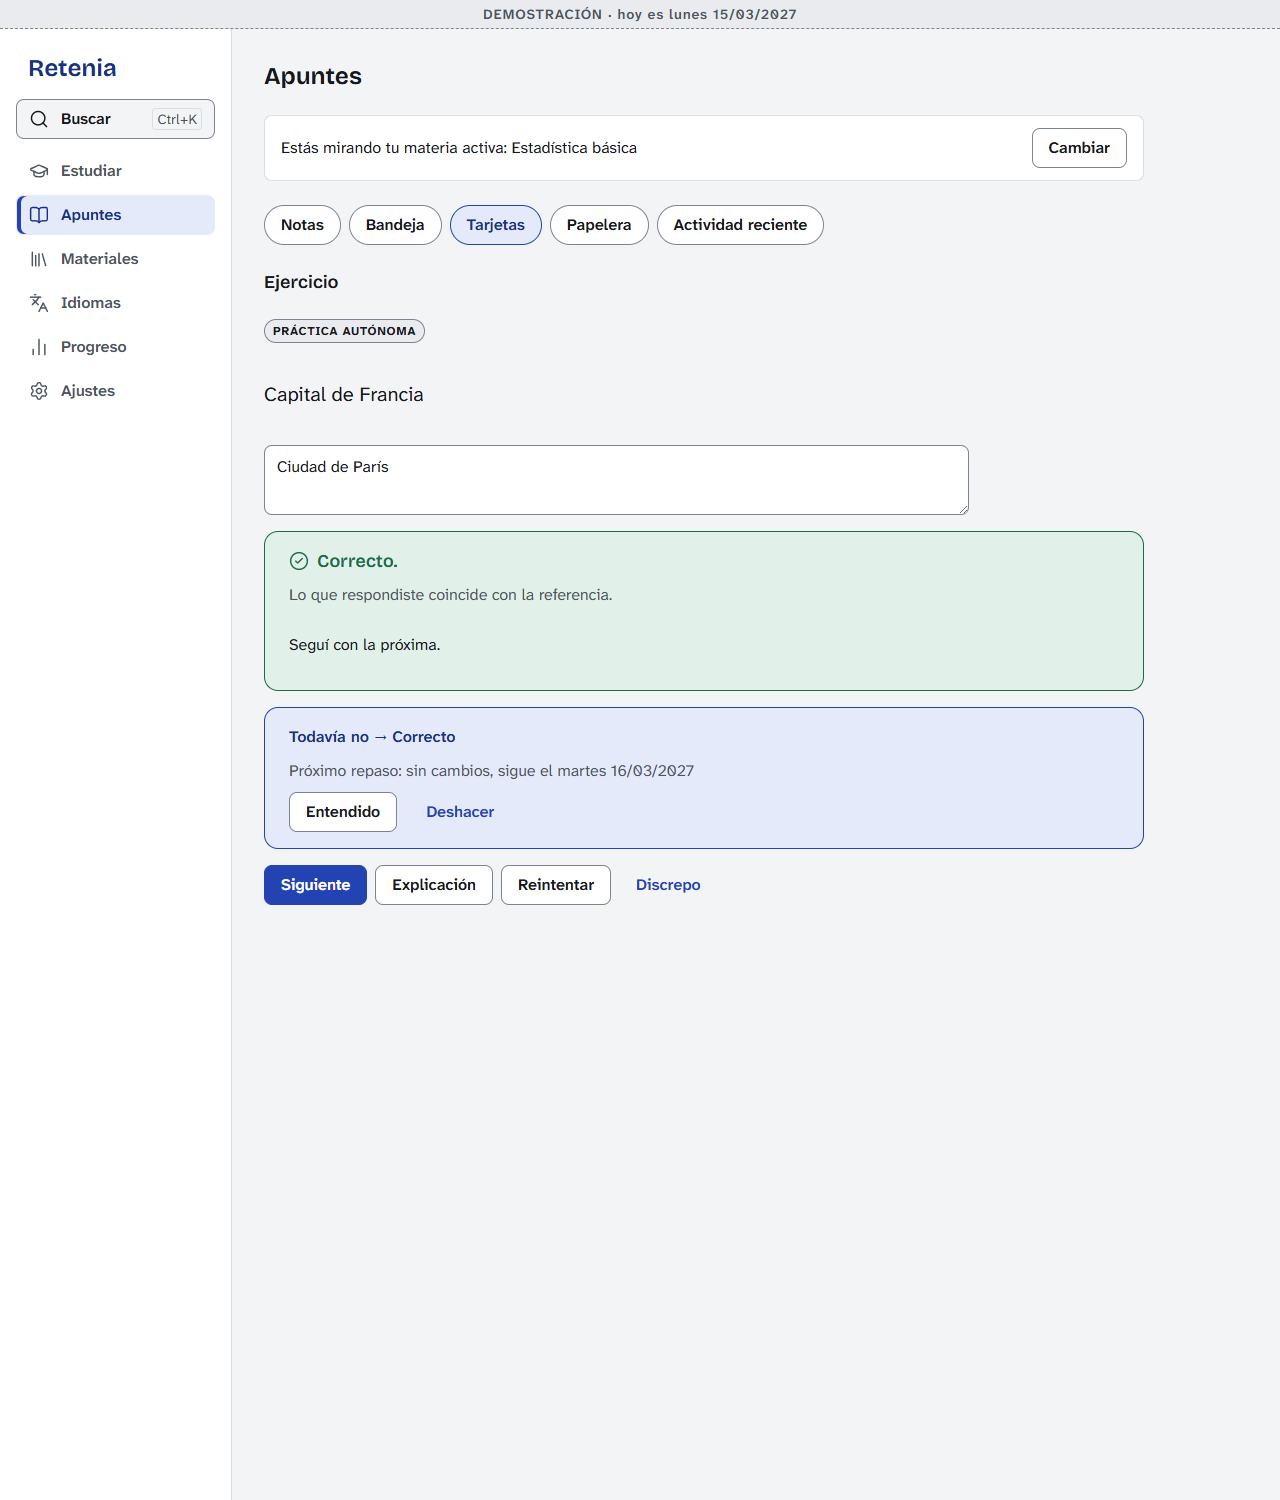 DEMOSTRACIÓN · hoy es lunes 15/03/2027
Retenia
Buscar Ctrl+K
Estudiar
Apuntes
Materiales
Idiomas
Progreso
Ajustes
Apuntes
Estás mirando tu materia activa: Estadística básica
Cambiar
Notas Bandeja Tarjetas Papelera Actividad reciente
Ejercicio
PRÁCTICA AUTÓNOMA
Capital de Francia
Ciudad de París
Correcto.
Lo que respondiste coincide con la referencia.
Seguí con la próxima.
Todavía no → Correcto
Próximo repaso: sin cambios, sigue el martes 16/03/2027
Entendido Deshacer
Siguiente Explicación Reintentar Discrepo